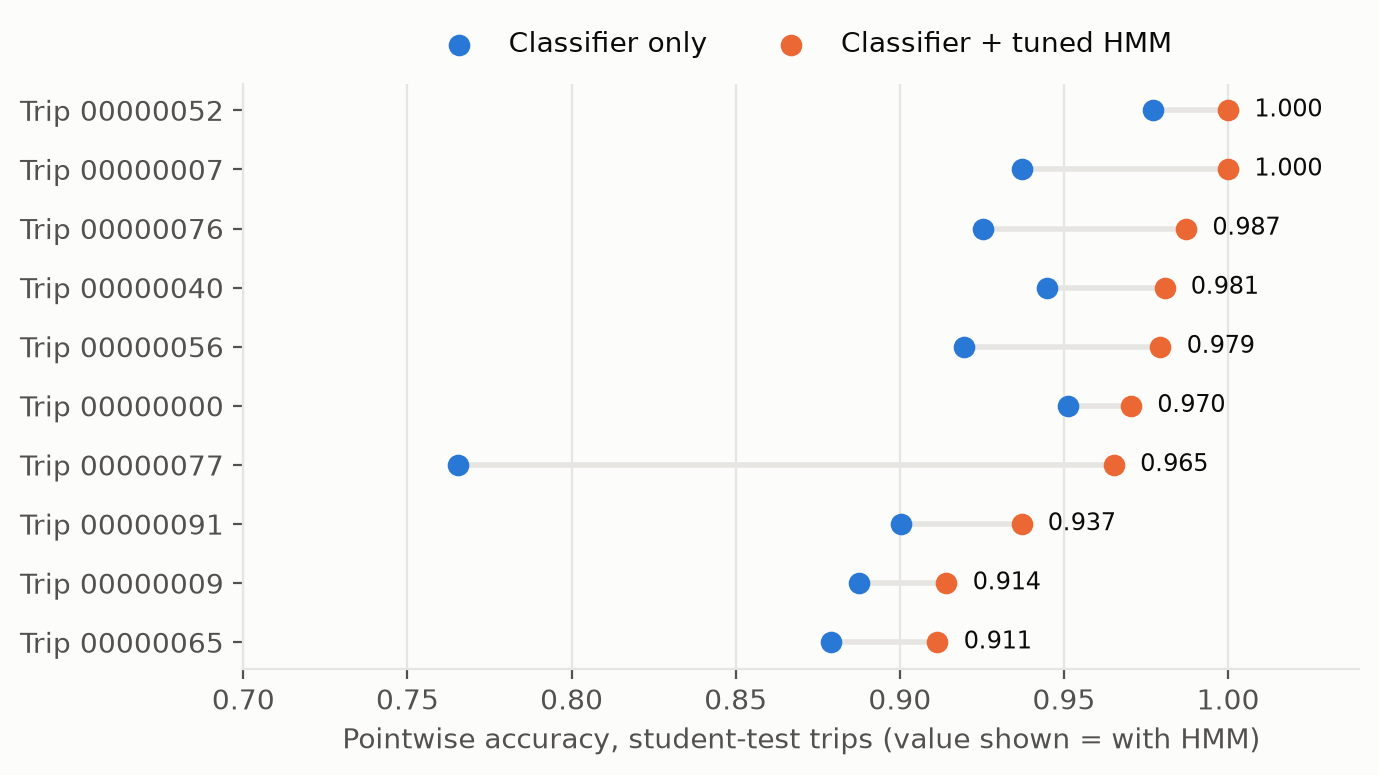 Classifier only
Classifier + tuned HMM
Trip 00000052
1.000
Trip 00000007
1.000
Trip 00000076
0.987
Trip 00000040
0.981
Trip 00000056
0.979
Trip 00000000
0.970
Trip 00000077
0.965
Trip 00000091
0.937
Trip 00000009
0.914
Trip 00000065
0.911
0.70 0.75 0.80 0.85 0.90 0.95 1.00
Pointwise accuracy, student-test trips (value shown = with HMM)